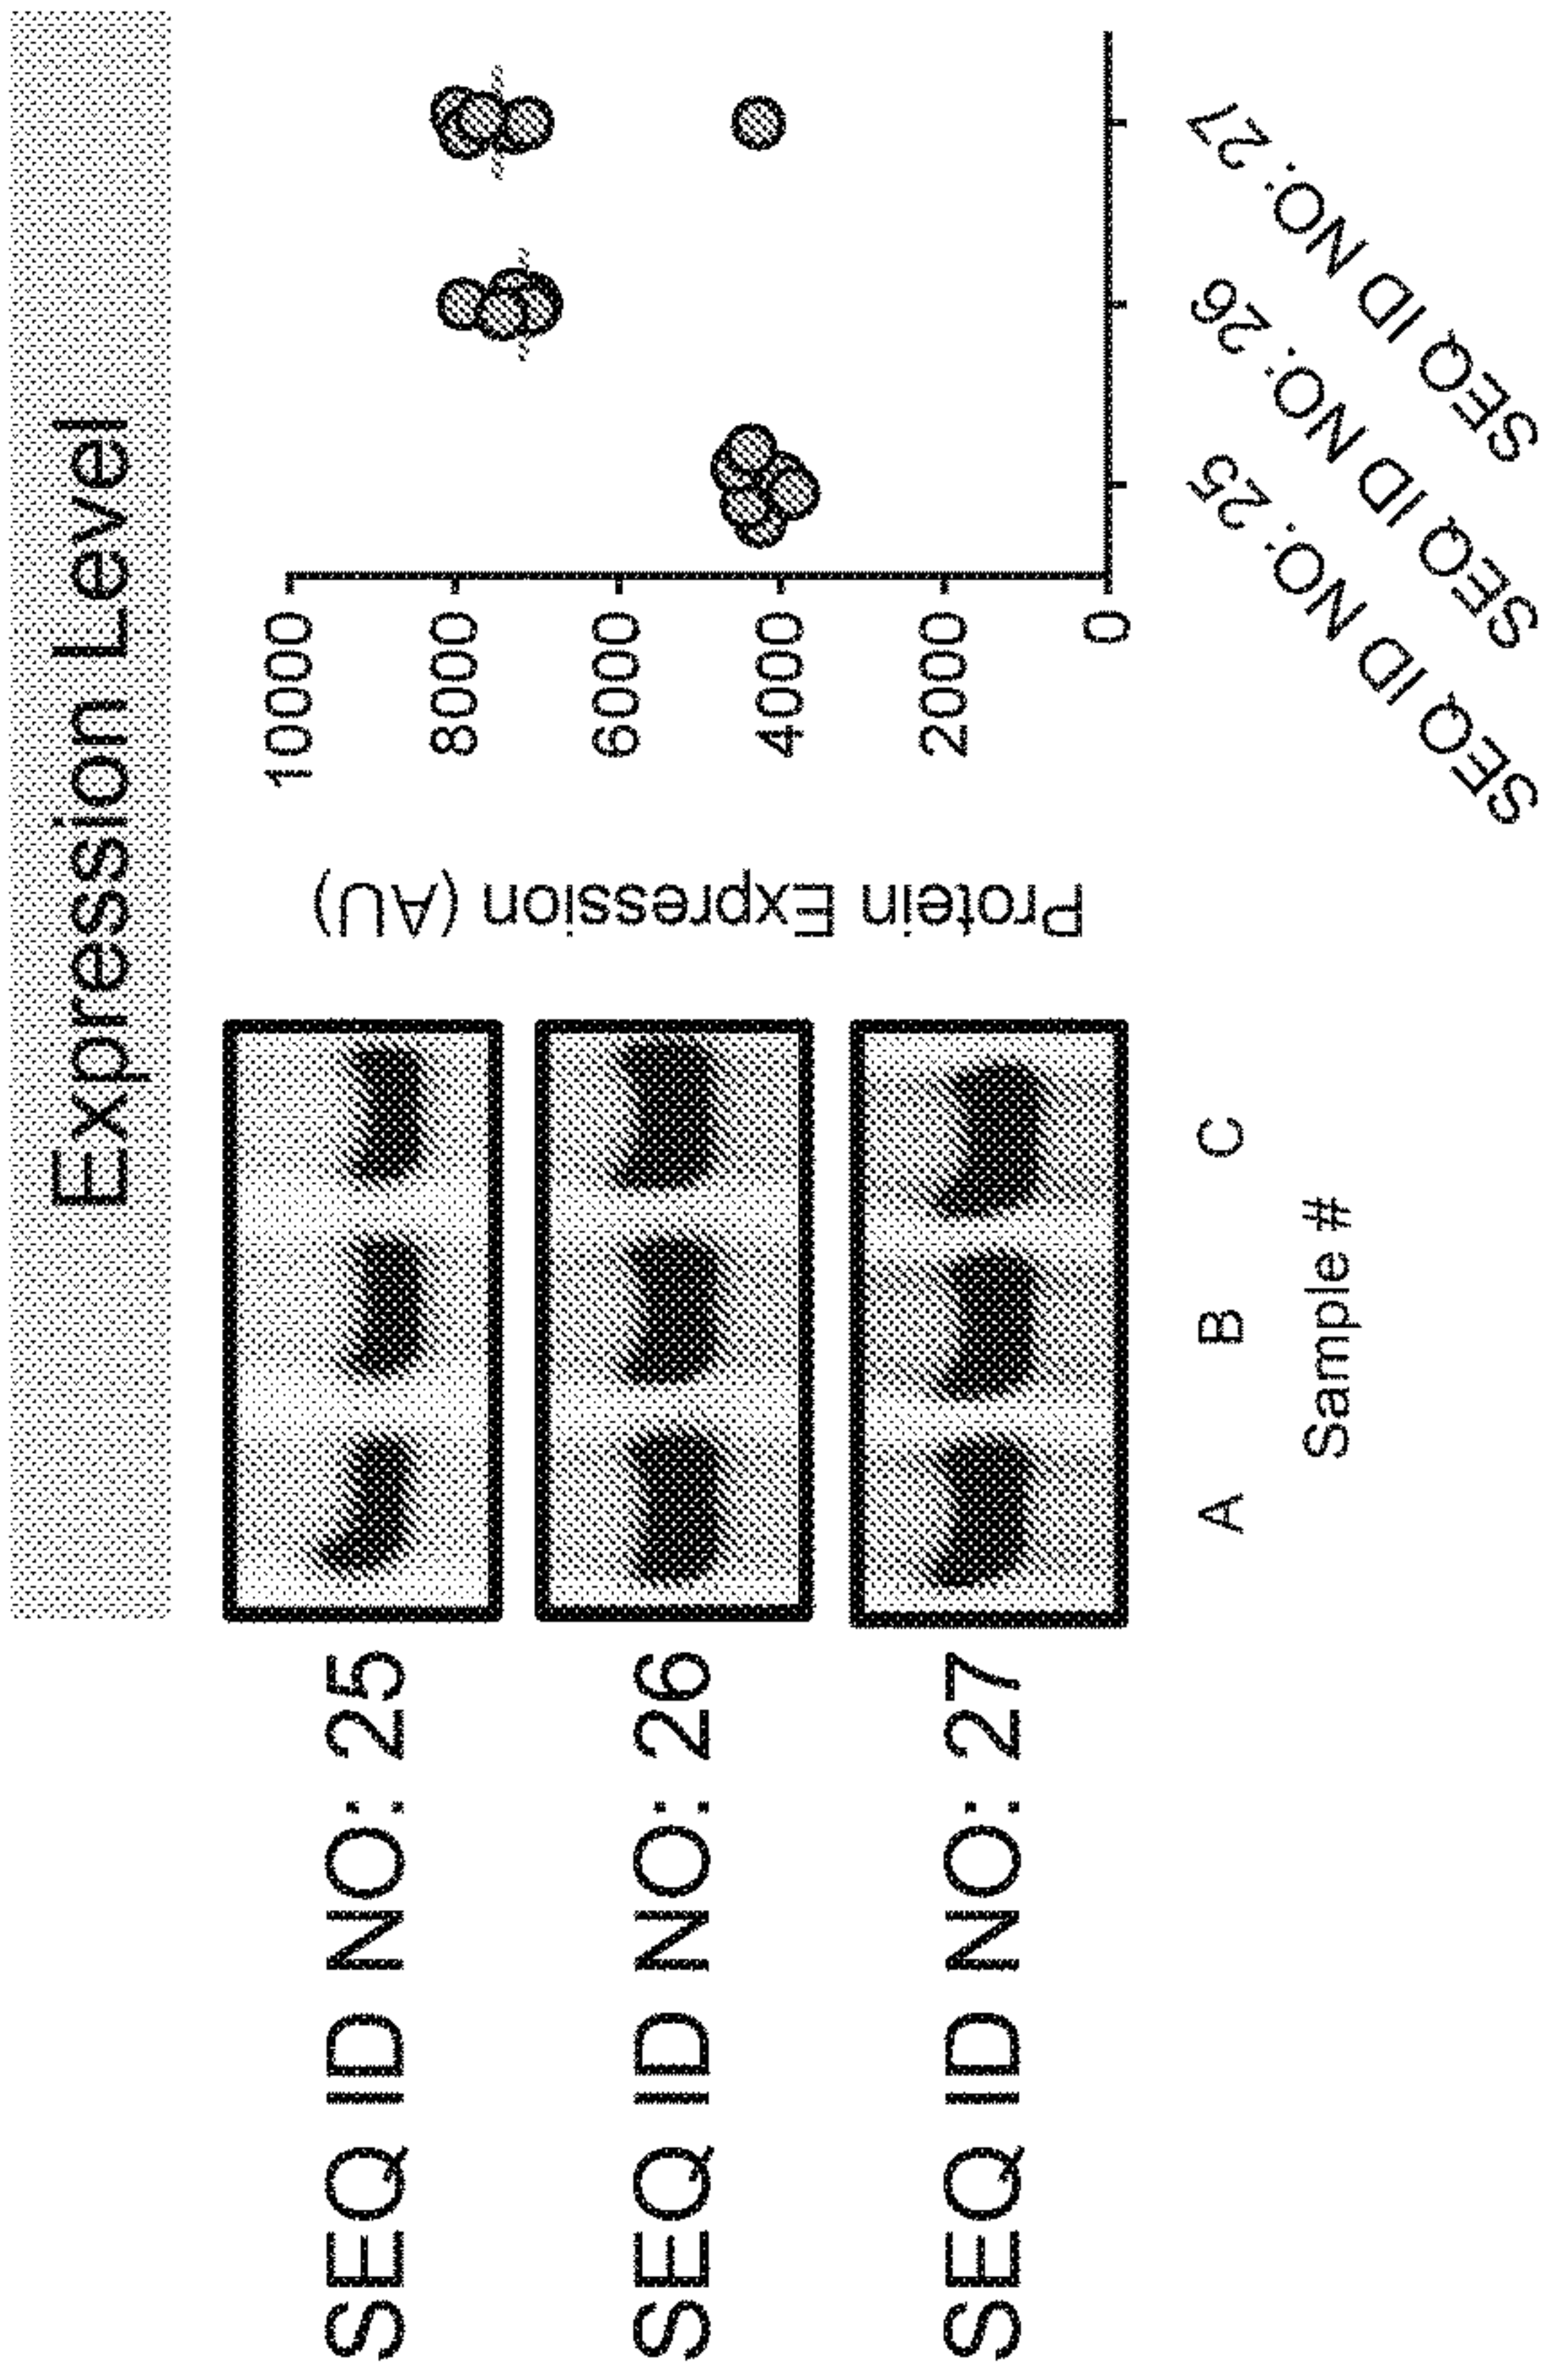 Expression Level
SEQ ID NO: 25
SEQ ID NO: 26
SEQ ID NO: 27
A B C
Sample #
Protein Expression (AU)
10000
8000
6000
4000
2000
0
SEQ ID NO: 25
SEQ ID NO: 26
SEQ ID NO: 27